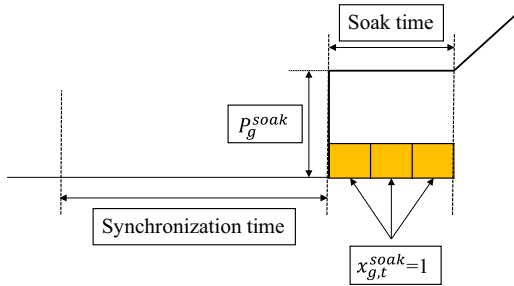 Soak time
$P_g^{soak}$
Synchronization time
$x_{g,t}^{soak}$=1